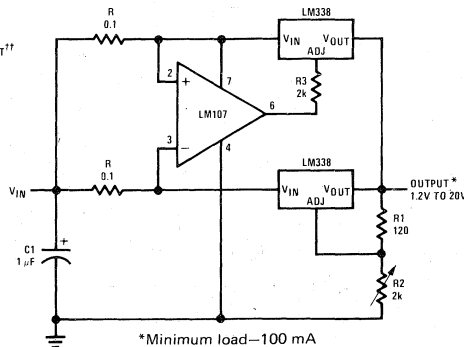 T††
R
0.1
LM338
VIN
VOUT
ADJ
R3
2k
7
2
+
LM107
6
3
−
4
VIN
R
0.1
LM338
VIN
VOUT
ADJ
OUTPUT*
1.2V TO 20V
R1
120
C1
1 µF
+
R2
2k
*Minimum load—100 mA